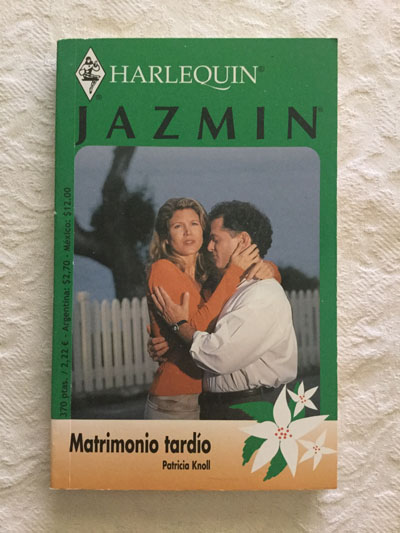 HARLEQUIN®
JAZMIN®
370 ptas. / 2,22 € - Argentina: $2,70 - México: $12,00
Matrimonio tardío
Patricia Knoll